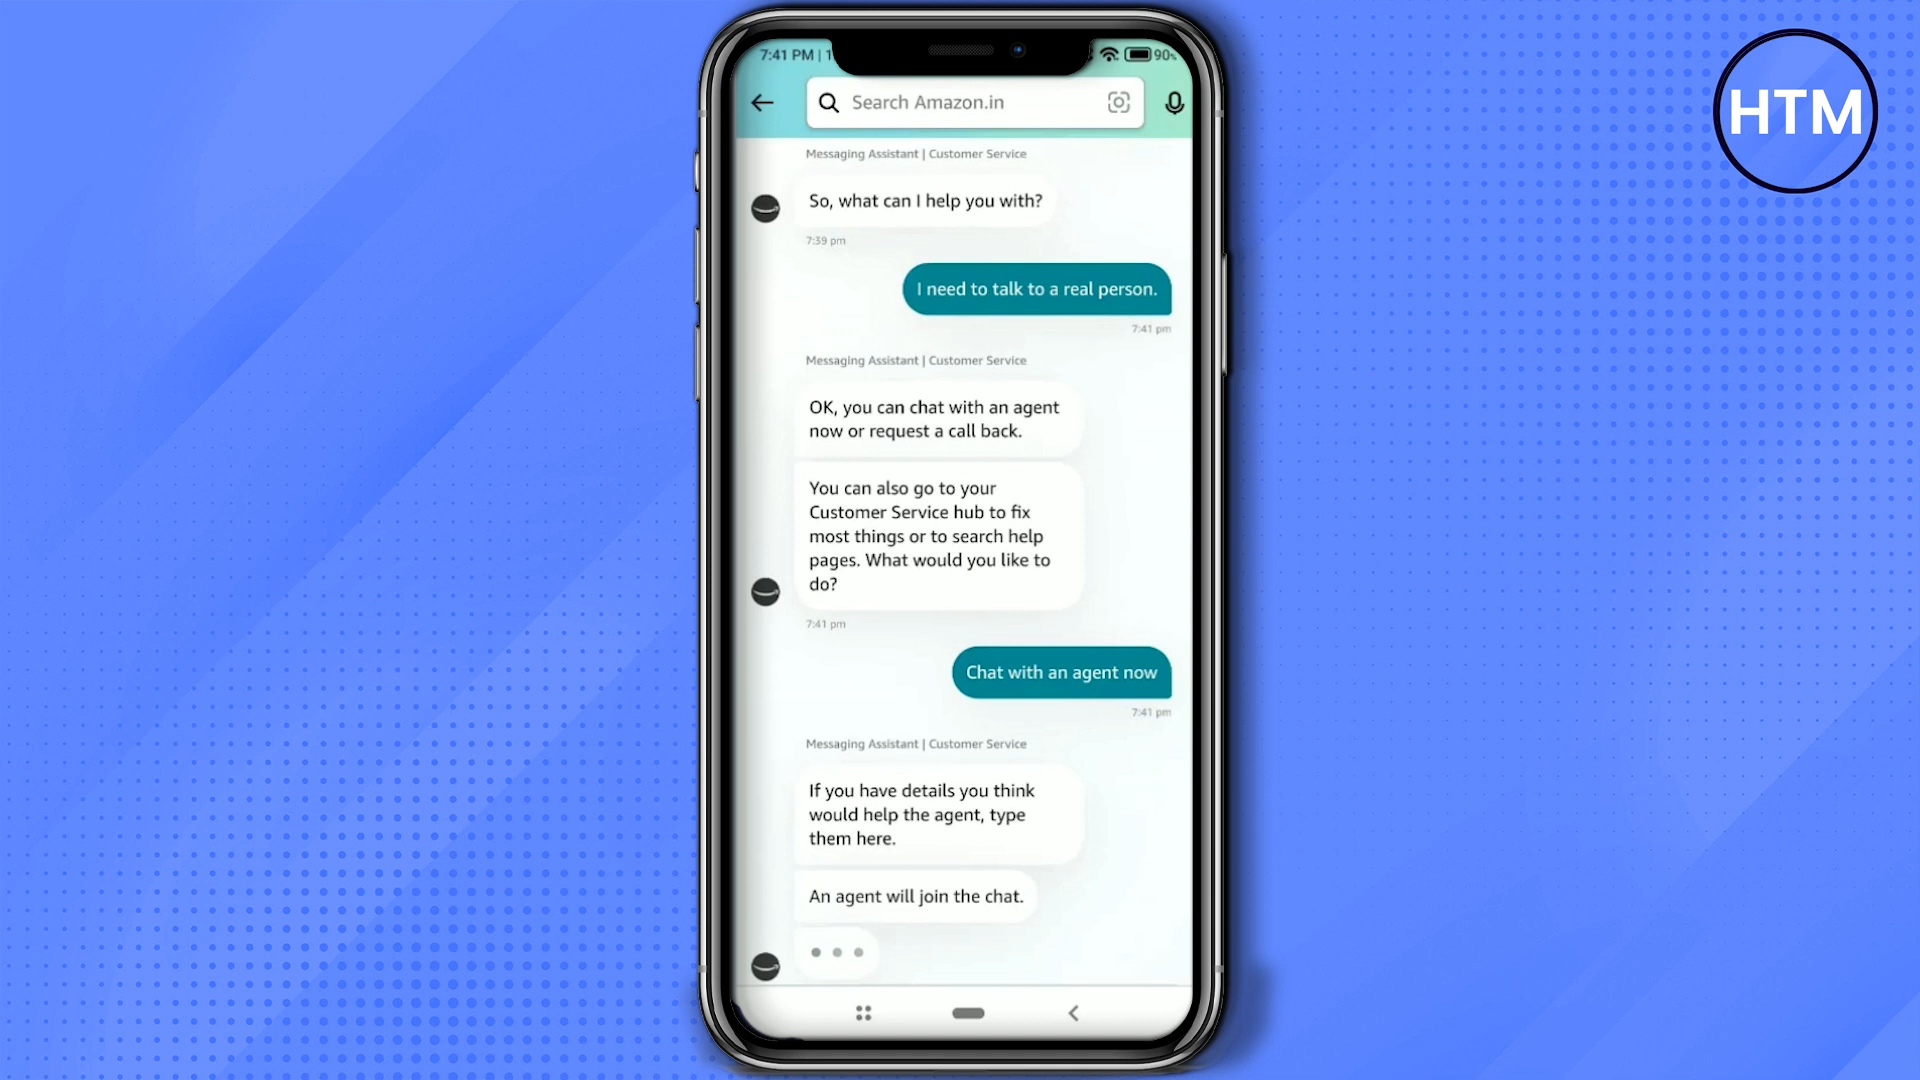 7:41 PM | 1
90%
HTM
Search Amazon.in
Messaging Assistant | Customer Service
So, what can I help you with?
7:39 pm
I need to talk to a real person.
7:41 pm
Messaging Assistant | Customer Service
OK, you can chat with an agent
now or request a call back.
You can also go to your
Customer Service hub to fix
most things or to search help
pages. What would you like to
do?
7:41 pm
Chat with an agent now
7:41 pm
Messaging Assistant | Customer Service
If you have details you think
would help the agent, type
them here.
An agent will join the chat.